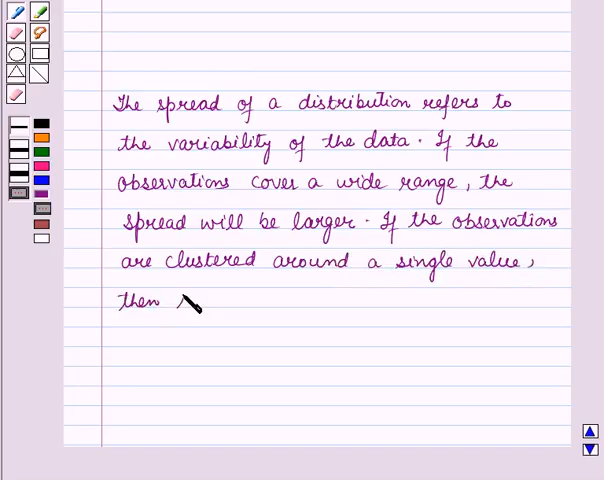 The spread of a distribution refers to
the variability of the data. If the
observations cover a wide range, the
spread will be larger. If the observations
are clustered around a single value,
then